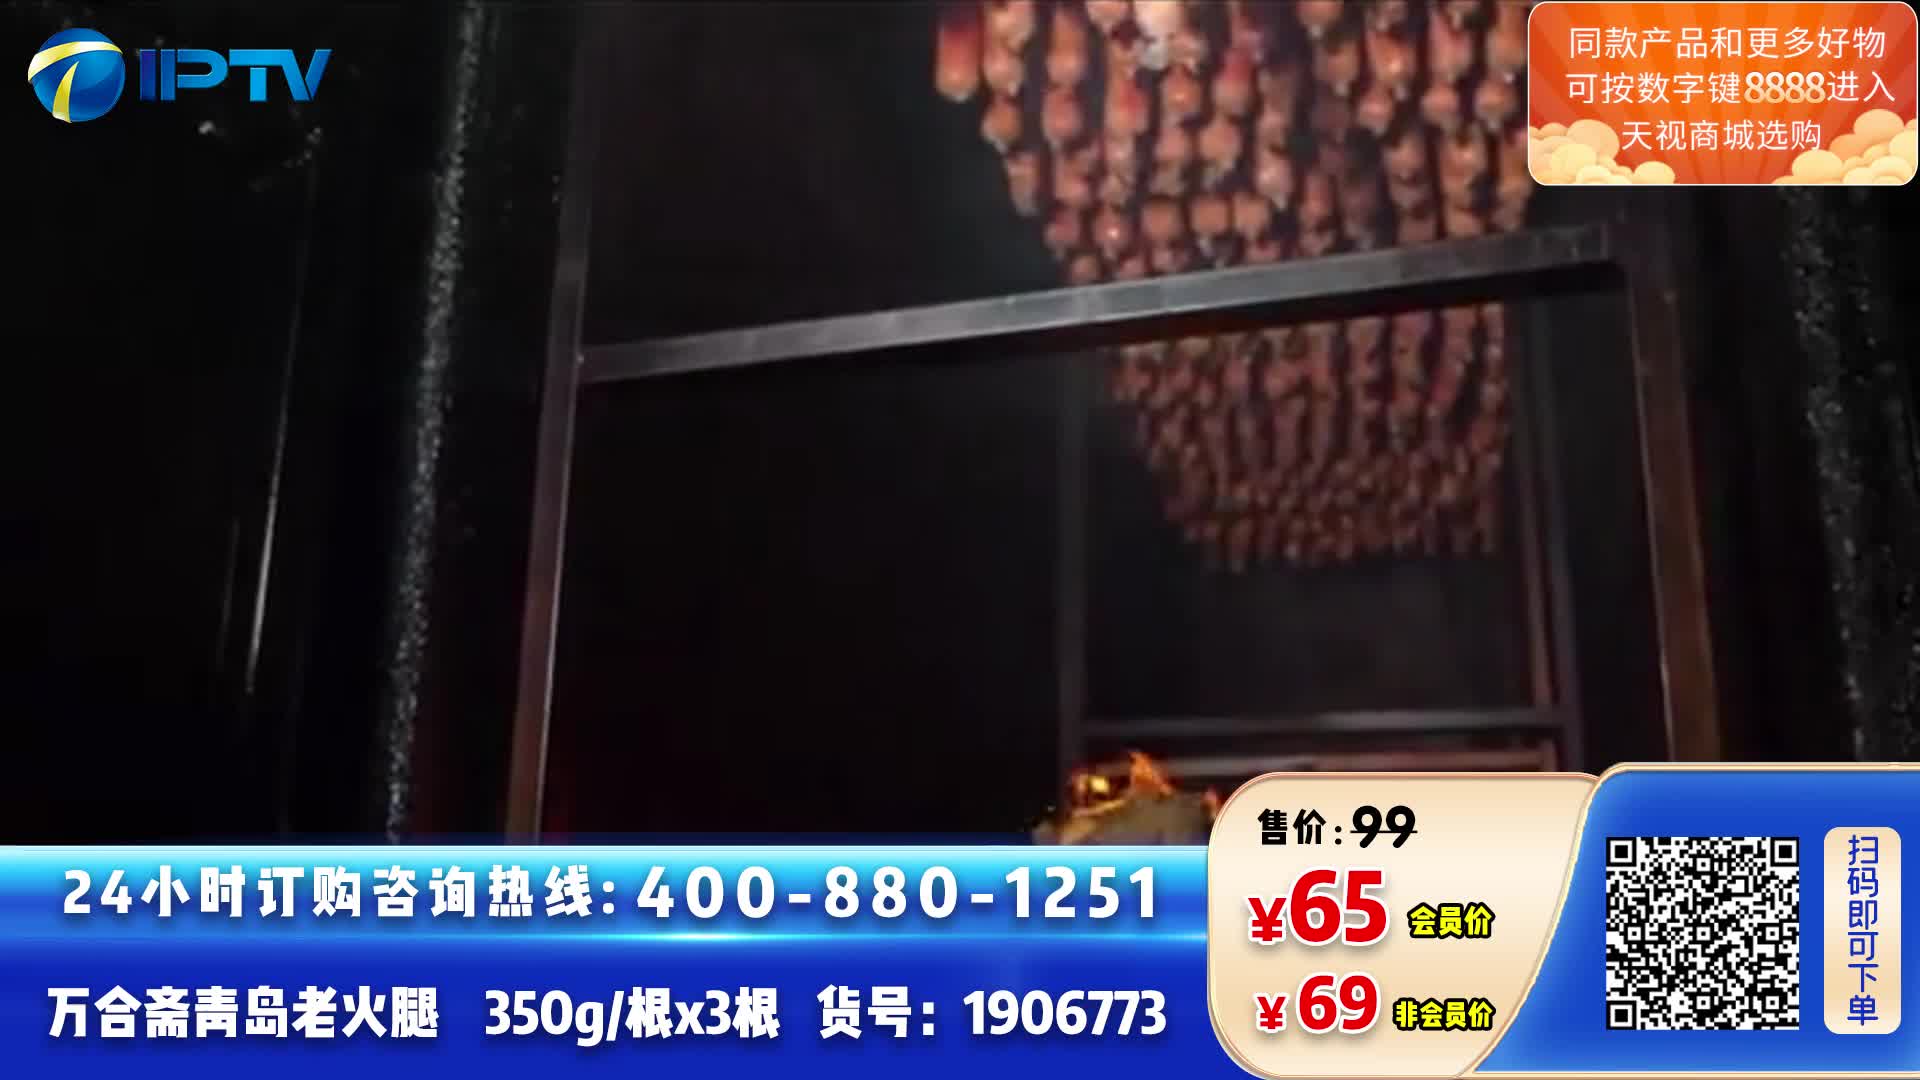 IPTV
同款产品和更多好物
可按数字键8888进入
天视商城选购
售价:99
24小时订购咨询热线:400-880-1251
¥65 会员价
万合斋青岛老火腿 350g/根x3根 货号：1906773
¥69 非会员价
扫码即可下单